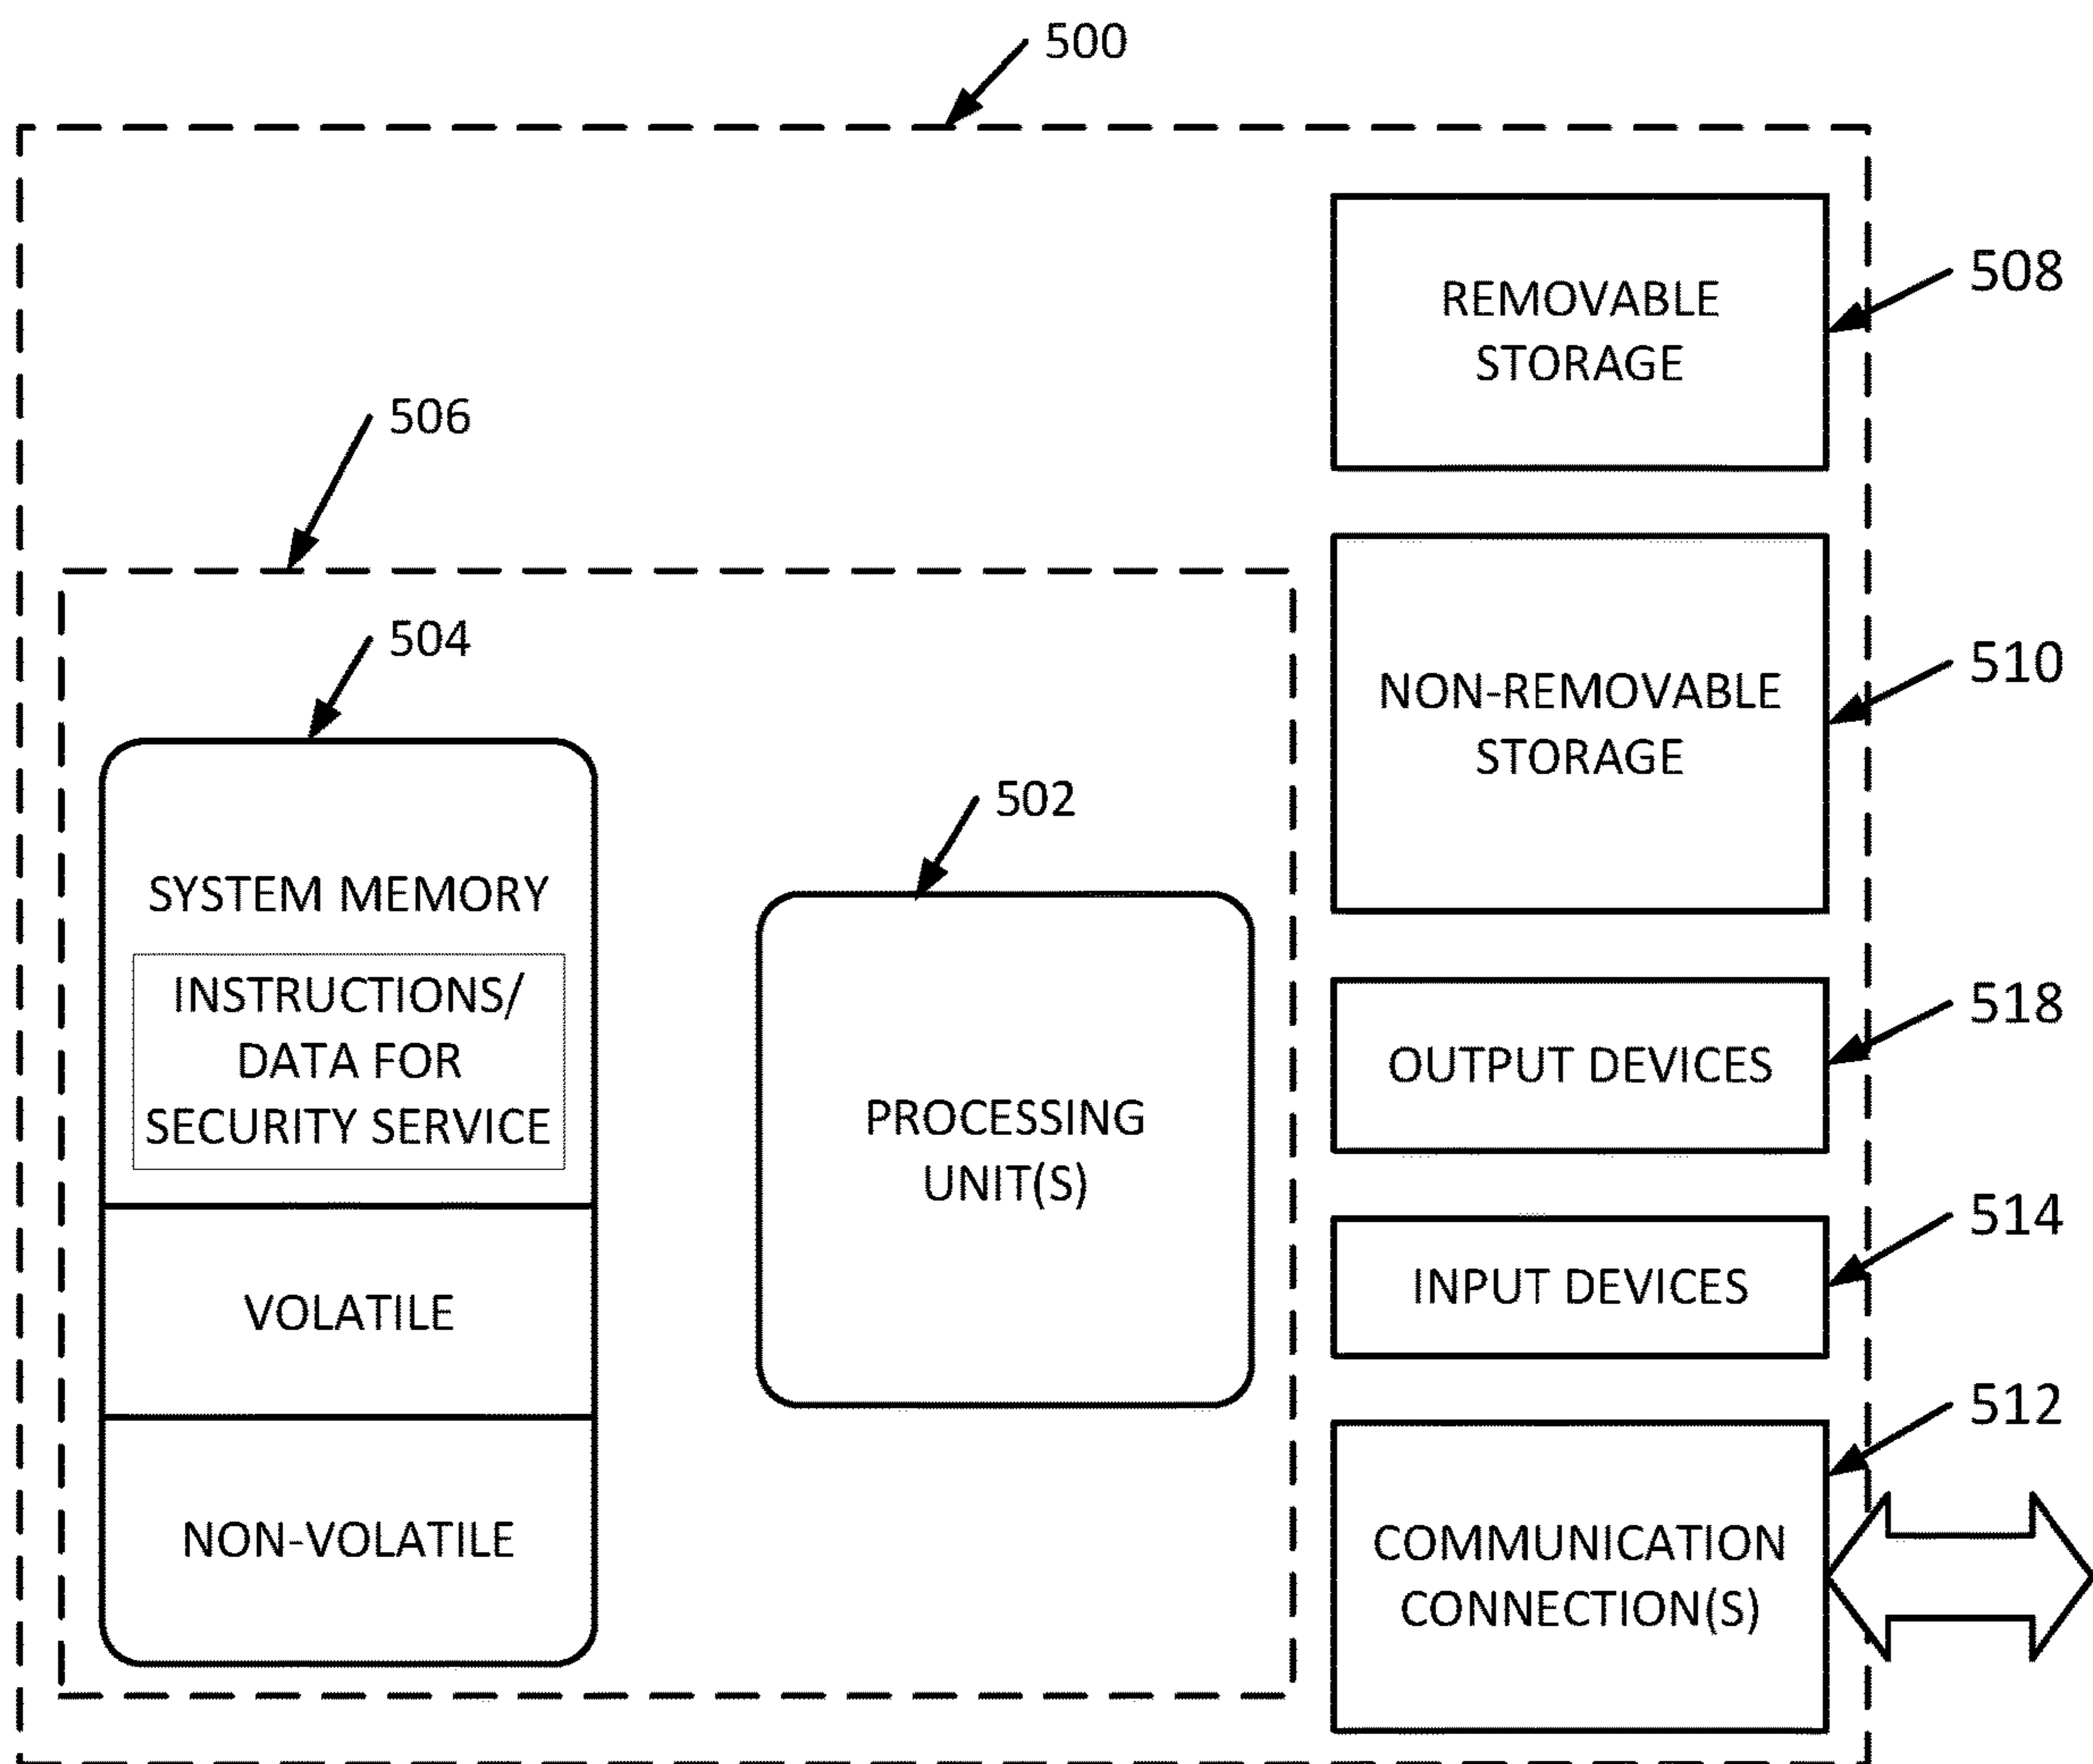 500
REMOVABLE
STORAGE
508
506
NON-REMOVABLE
STORAGE
510
504
SYSTEM MEMORY
INSTRUCTIONS/
DATA FOR
SECURITY SERVICE
VOLATILE
NON-VOLATILE
502
PROCESSING
UNIT(S)
OUTPUT DEVICES
518
INPUT DEVICES
514
COMMUNICATION
CONNECTION(S)
512